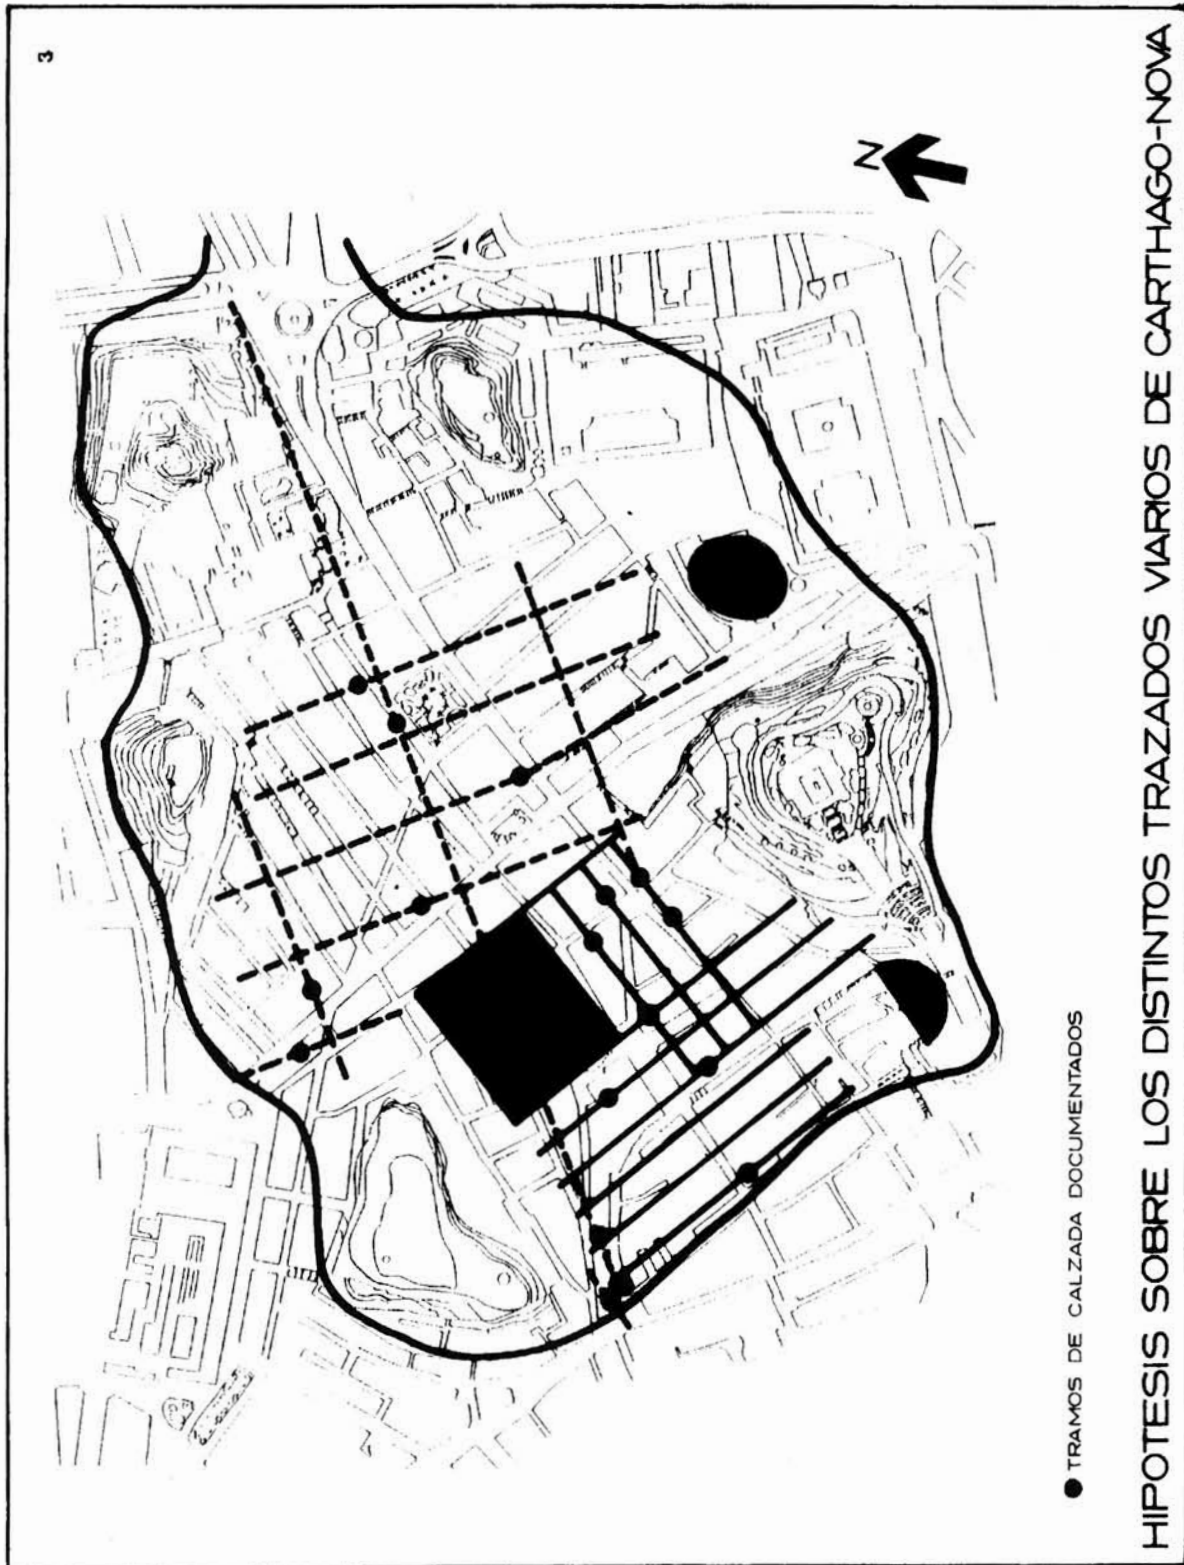 3
N
● TRAMOS DE CALZADA DOCUMENTADOS
HIPOTESIS SOBRE LOS DISTINTOS TRAZADOS VIARIOS DE CARTHAGO-NOVA